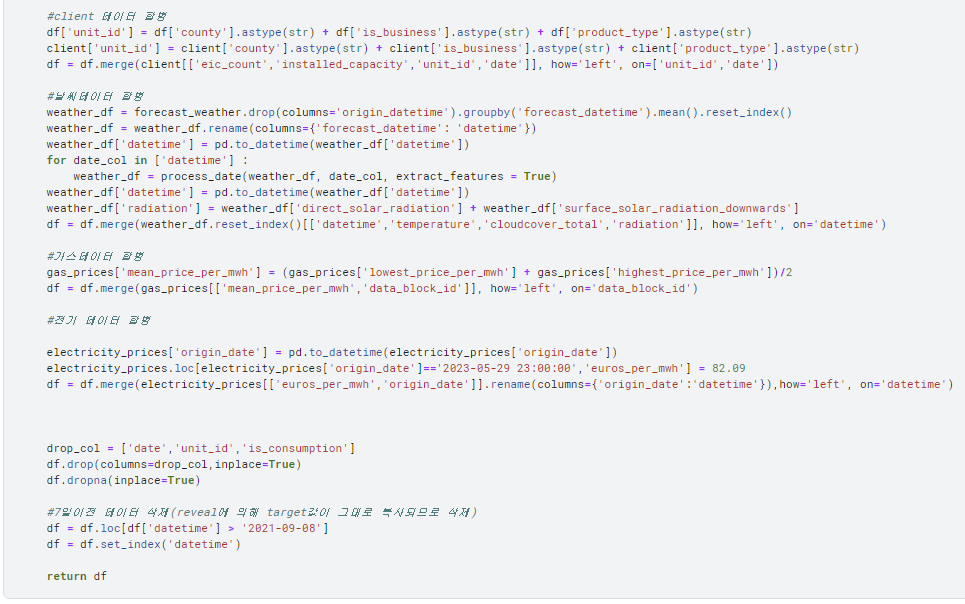 #client 데이터 팝병
df['unit_id'] = df['county'].astype(str) + df['is_business'].astype(str) + df['product_type'].astype(str)
client['unit_id'] = client['county'].astype(str) + client['is_business'].astype(str) + client['product_type'].astype(str)
df = df.merge(client[['eic_count','installed_capacity','unit_id','date']], how='left', on=['unit_id','date'])
#날씨데이터 팝병
weather_df = forecast_weather.drop(columns='origin_datetime').groupby('forecast_datetime').mean().reset_index()
weather_df = weather_df.rename(columns={'forecast_datetime': 'datetime'})
weather_df['datetime'] = pd.to_datetime(weather_df['datetime'])
for date_col in ['datetime'] :
    weather_df = process_date(weather_df, date_col, extract_features = True)
weather_df['datetime'] = pd.to_datetime(weather_df['datetime'])
weather_df['radiation'] = weather_df['direct_solar_radiation'] + weather_df['surface_solar_radiation_downwards']
df = df.merge(weather_df.reset_index()[['datetime','temperature','cloudcover_total','radiation']], how='left', on='datetime')
#가스데이터 팝병
gas_prices['mean_price_per_mwh'] = (gas_prices['lowest_price_per_mwh'] + gas_prices['highest_price_per_mwh'])/2
df = df.merge(gas_prices[['mean_price_per_mwh','data_block_id']], how='left', on='data_block_id')
#전기 데이터 팝병
electricity_prices['origin_date'] = pd.to_datetime(electricity_prices['origin_date'])
electricity_prices.loc[electricity_prices['origin_date']=='2023-05-29 23:00:00','euros_per_mwh'] = 82.09
df = df.merge(electricity_prices[['euros_per_mwh','origin_date']].rename(columns={'origin_date':'datetime'}),how='left', on='datetime')
drop_col = ['date','unit_id','is_consumption']
df.drop(columns=drop_col,inplace=True)
df.dropna(inplace=True)
#7일이전 데이터 삭제(reveal에 의해 target값이 그대로 복사되므로 삭제)
df = df.loc[df['datetime'] > '2021-09-08']
df = df.set_index('datetime')
return df